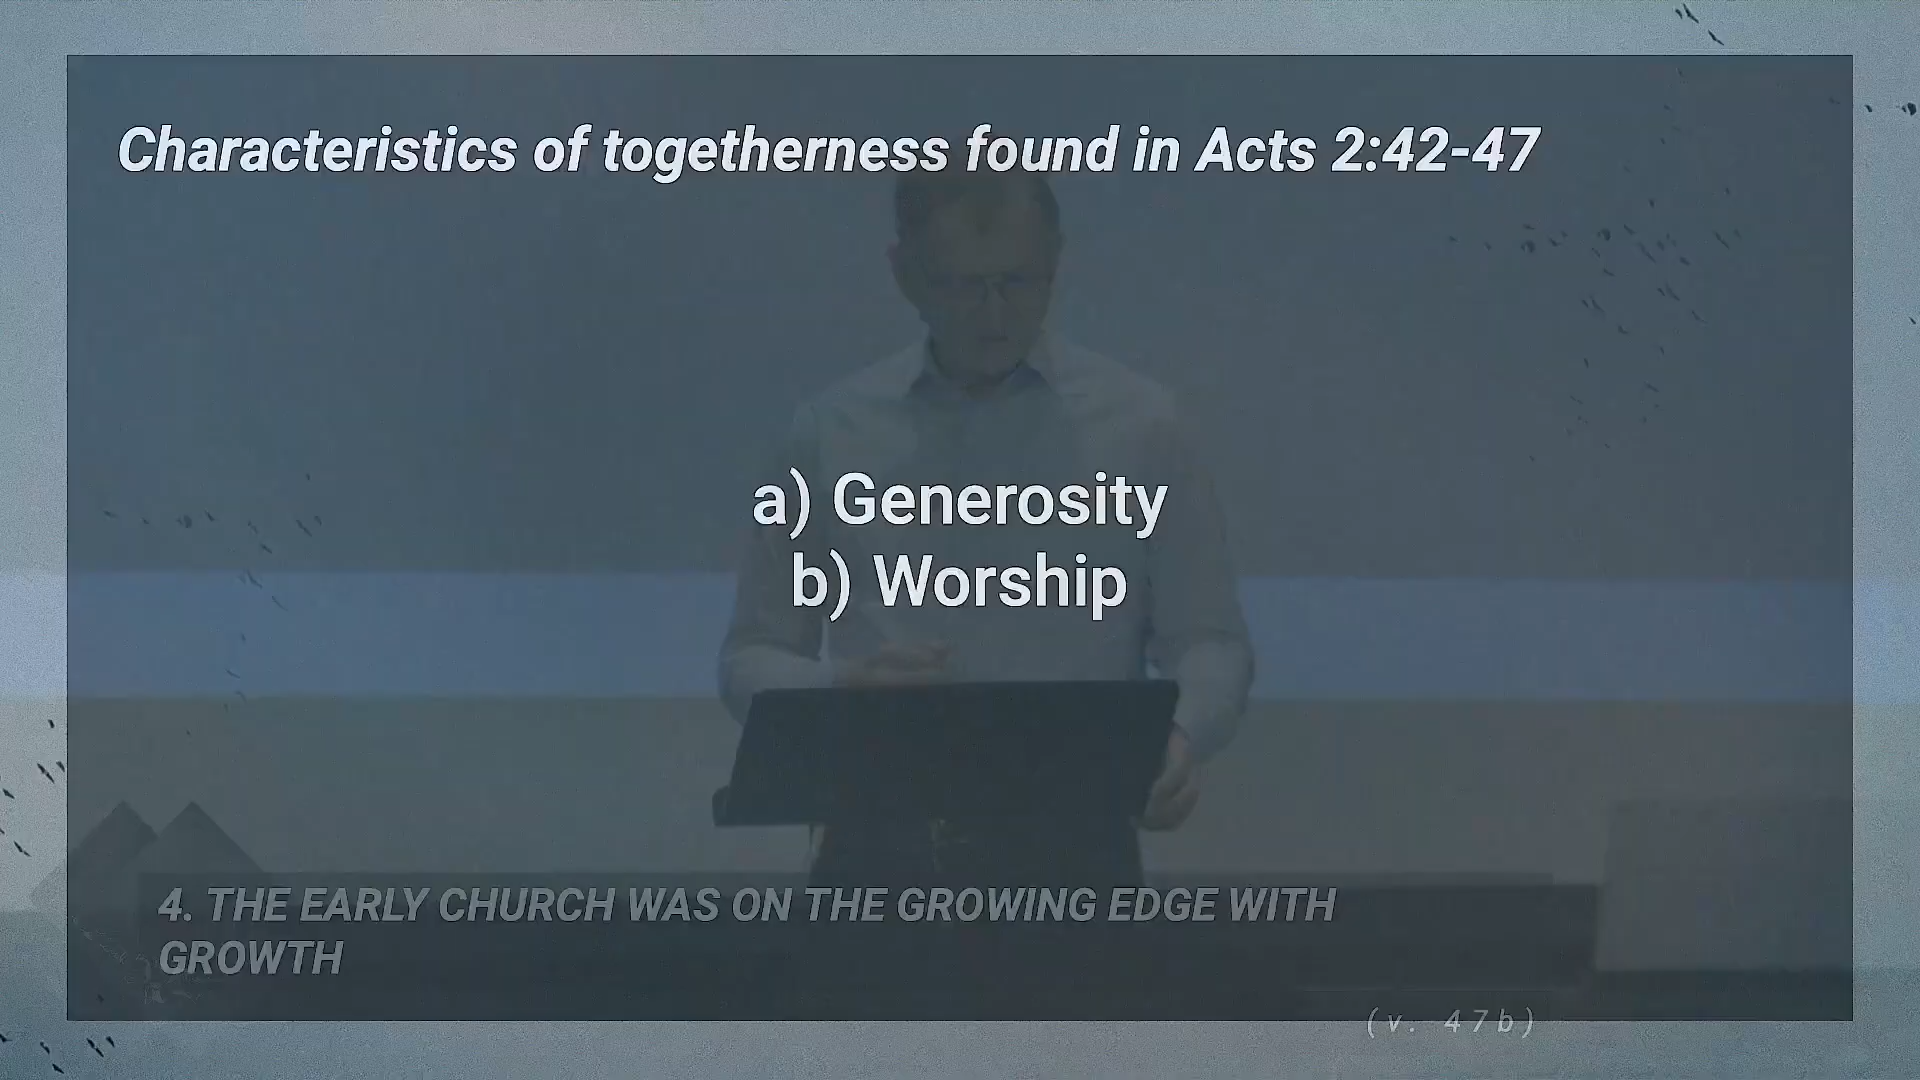 Characteristics of togetherness found in Acts 2:42-47
a) Generosity
b) Worship
4. THE EARLY CHURCH WAS ON THE GROWING EDGE WITH
GROWTH
(v. 47b)